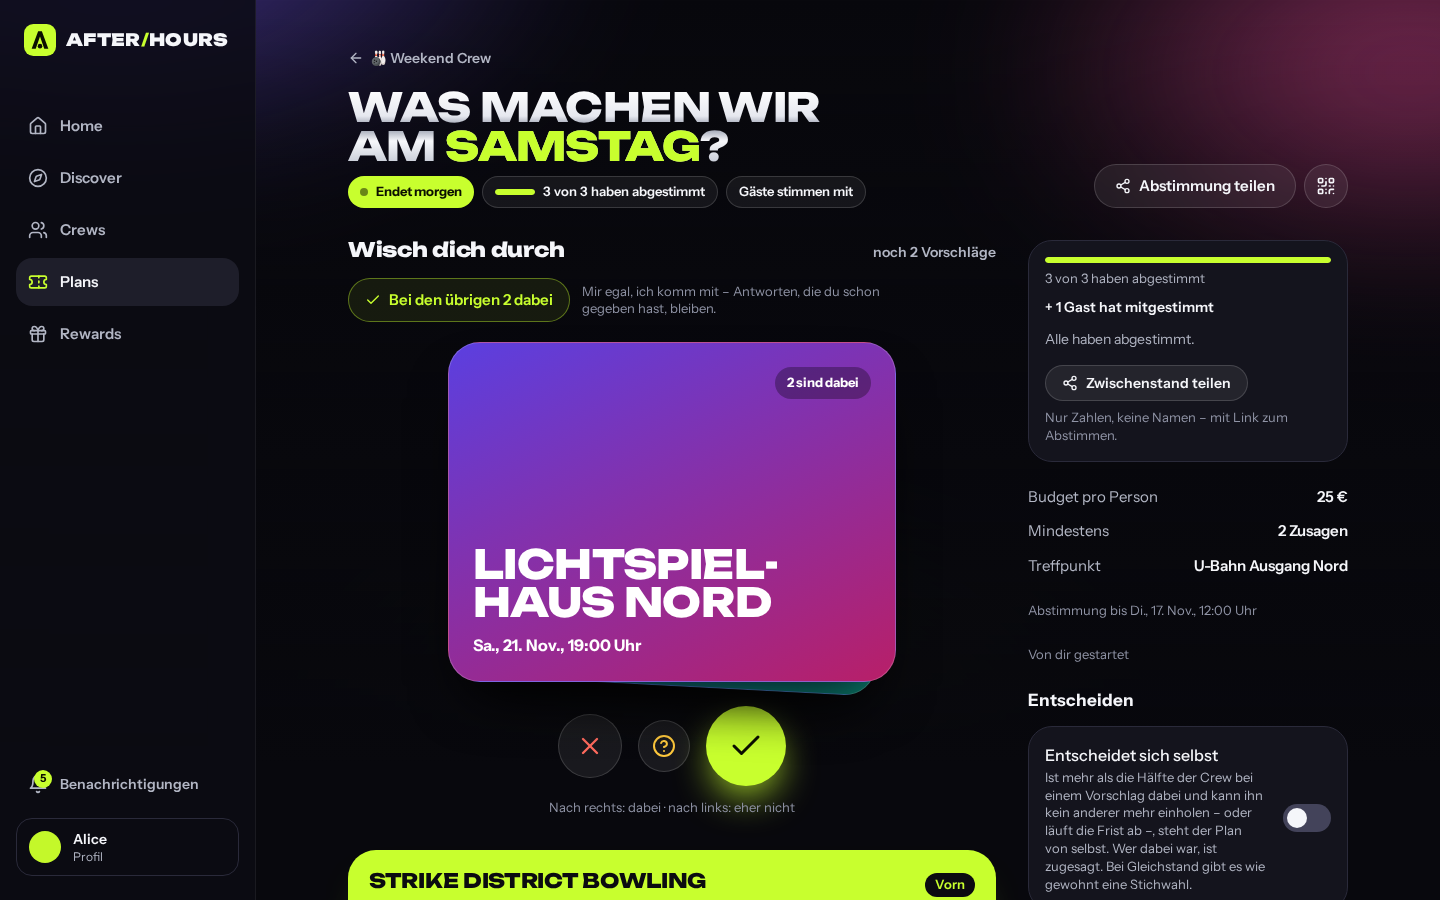 AFTER/HOURS
Home
Discover
Crews
Plans
Rewards
5
Benachrichtigungen
Alice
Profil
Weekend Crew
WAS MACHEN WIR
AM SAMSTAG?
Endet morgen
3 von 3 haben abgestimmt
Gäste stimmen mit
Abstimmung teilen
Wisch dich durch
noch 2 Vorschläge
Bei den übrigen 2 dabei
Mir egal, ich komm mit – Antworten, die du schon
gegeben hast, bleiben.
2 sind dabei
LICHTSPIEL-
HAUS NORD
Sa., 21. Nov., 19:00 Uhr
Nach rechts: dabei · nach links: eher nicht
STRIKE DISTRICT BOWLING
Vorn
3 von 3 haben abgestimmt
+ 1 Gast hat mitgestimmt
Alle haben abgestimmt.
Zwischenstand teilen
Nur Zahlen, keine Namen – mit Link zum
Abstimmen.
Budget pro Person
25 €
Mindestens
2 Zusagen
Treffpunkt
U-Bahn Ausgang Nord
Abstimmung bis Di., 17. Nov., 12:00 Uhr
Von dir gestartet
Entscheiden
Entscheidet sich selbst
Ist mehr als die Hälfte der Crew bei
einem Vorschlag dabei und kann ihn
kein anderer mehr einholen – oder
läuft die Frist ab –, steht der Plan
von selbst. Wer dabei war, ist
zugesagt. Bei Gleichstand gibt es wie
gewohnt eine Stichwahl.